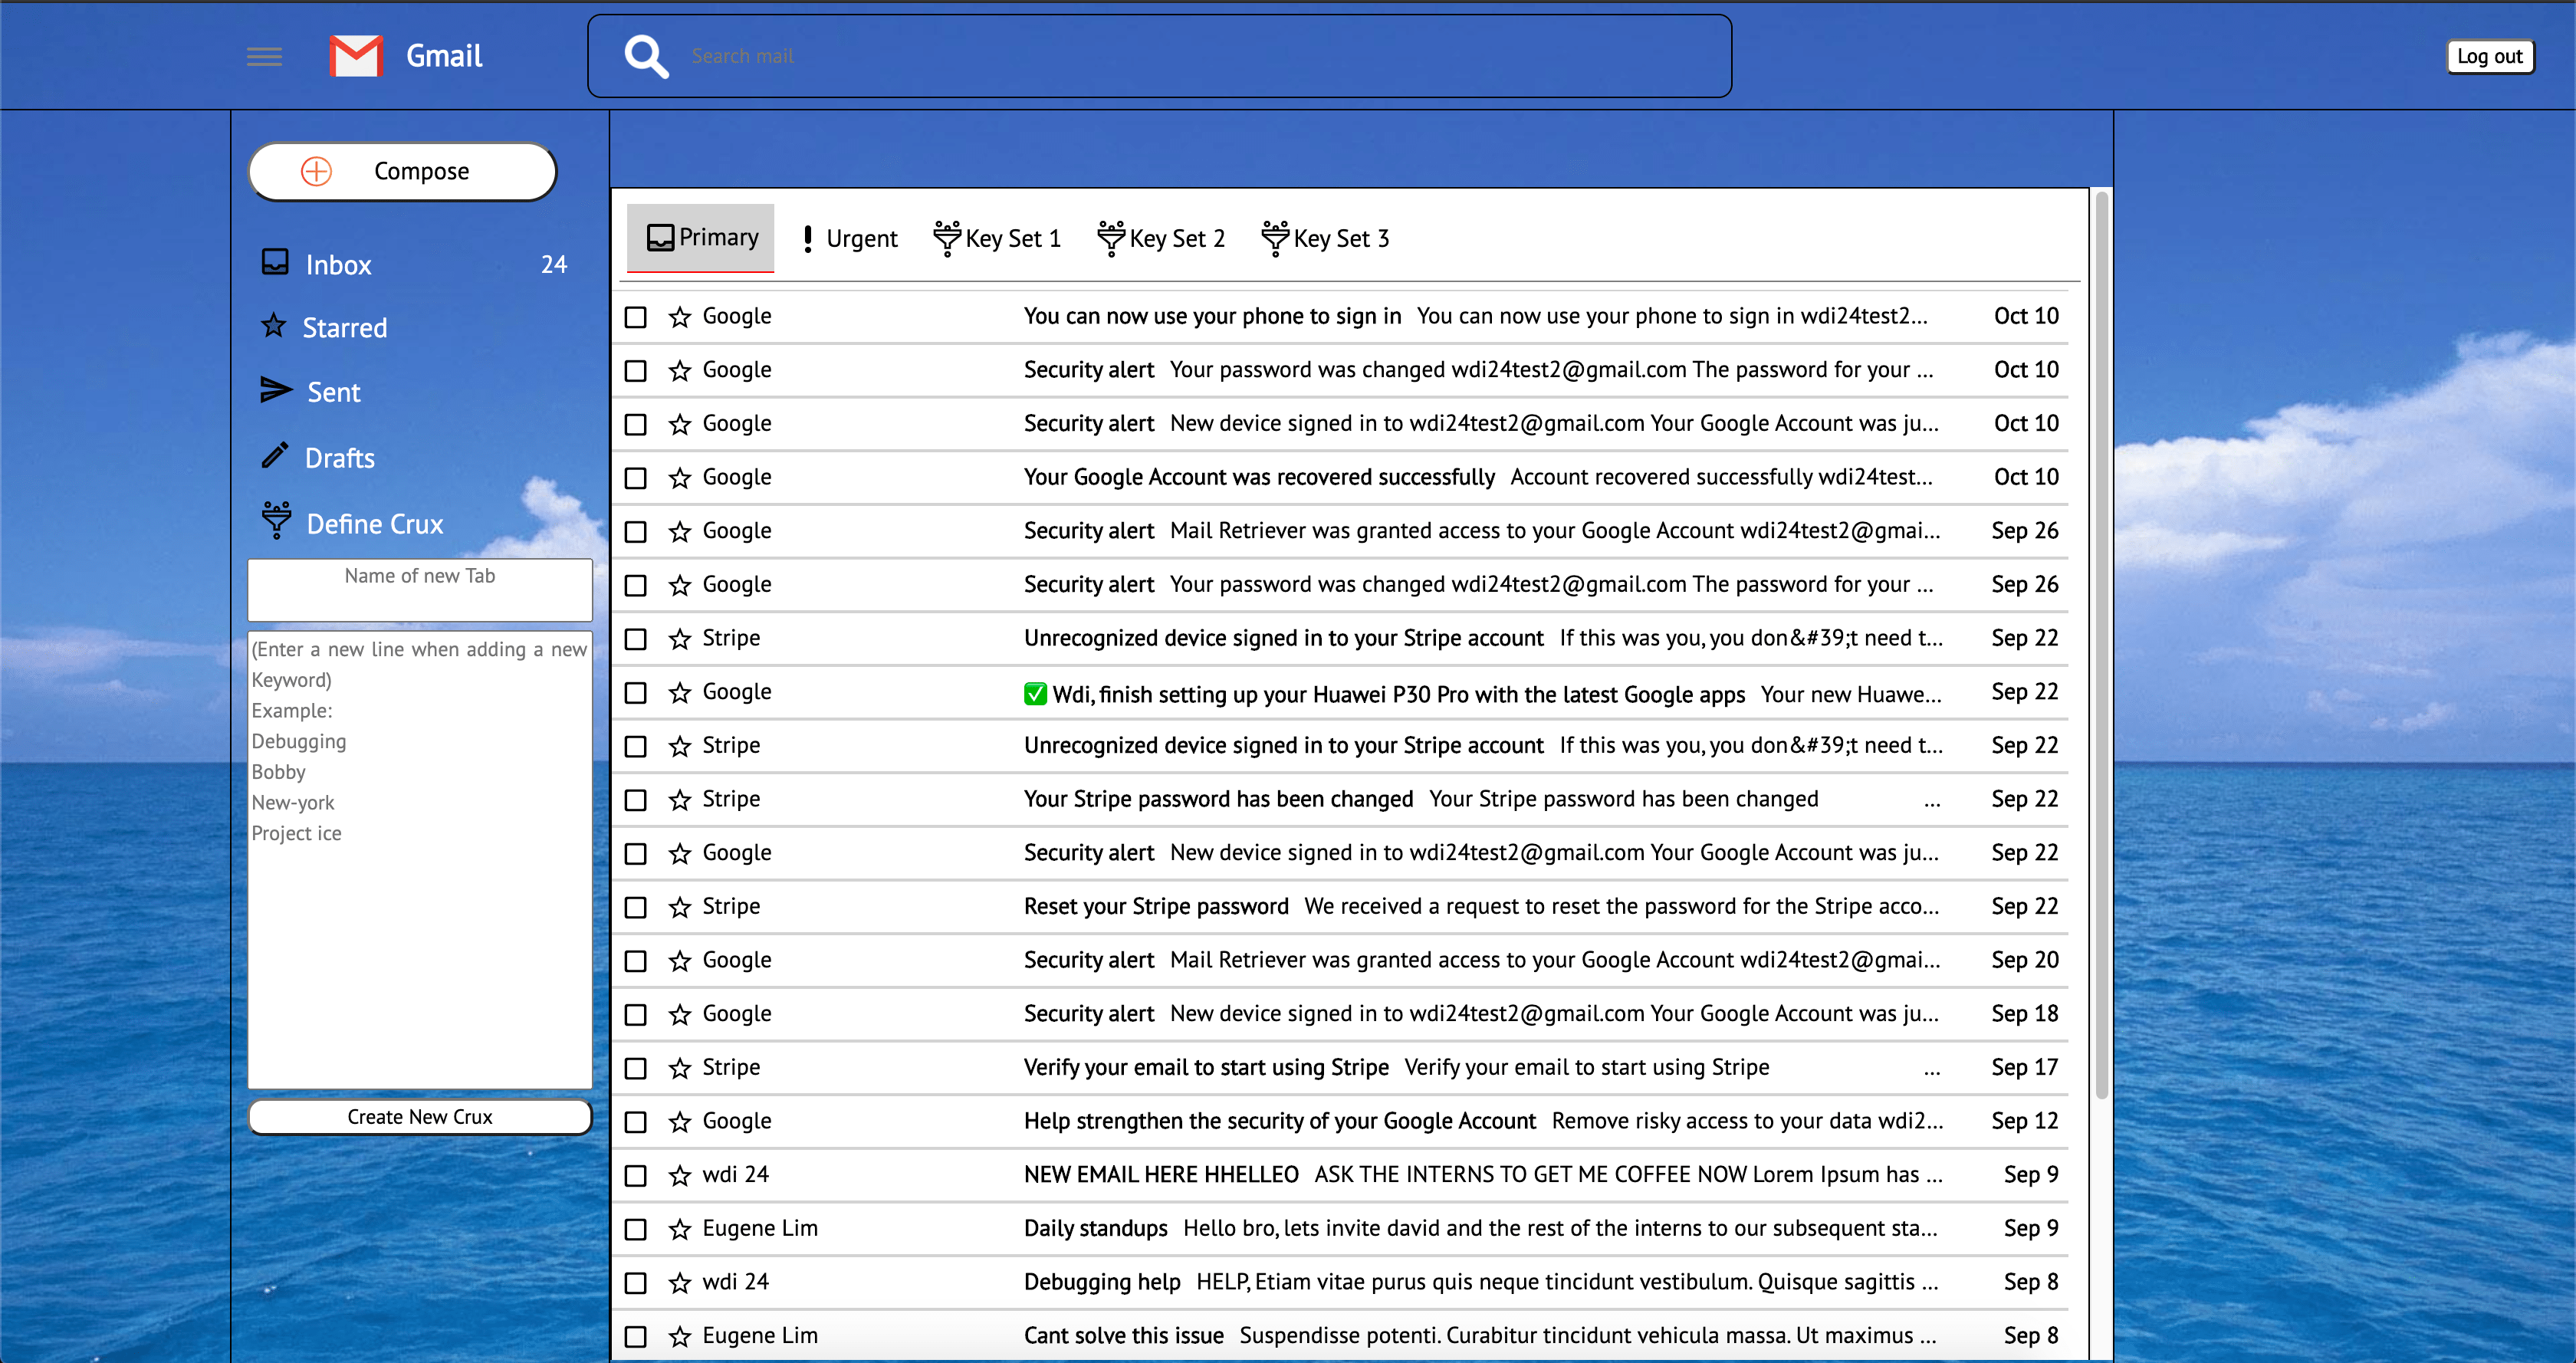 Gmail
Search mail
Log out
Compose
Inbox 24
Starred
Sent
Drafts
Define Crux
Name of new Tab
(Enter a new line when adding a new
Keyword)
Example:
Debugging
Bobby
New-york
Project ice
Create New Crux
Primary Urgent Key Set 1 Key Set 2 Key Set 3
Google You can now use your phone to sign in You can now use your phone to sign in wdi24test2... Oct 10
Google Security alert Your password was changed wdi24test2@gmail.com The password for your ... Oct 10
Google Security alert New device signed in to wdi24test2@gmail.com Your Google Account was ju... Oct 10
Google Your Google Account was recovered successfully Account recovered successfully wdi24test... Oct 10
Google Security alert Mail Retriever was granted access to your Google Account wdi24test2@gmai... Sep 26
Google Security alert Your password was changed wdi24test2@gmail.com The password for your ... Sep 26
Stripe Unrecognized device signed in to your Stripe account If this was you, you don&#39;t need t... Sep 22
Google ✅ Wdi, finish setting up your Huawei P30 Pro with the latest Google apps Your new Huawe... Sep 22
Stripe Unrecognized device signed in to your Stripe account If this was you, you don&#39;t need t... Sep 22
Stripe Your Stripe password has been changed Your Stripe password has been changed ... Sep 22
Google Security alert New device signed in to wdi24test2@gmail.com Your Google Account was ju... Sep 22
Stripe Reset your Stripe password We received a request to reset the password for the Stripe acco... Sep 22
Google Security alert Mail Retriever was granted access to your Google Account wdi24test2@gmai... Sep 20
Google Security alert New device signed in to wdi24test2@gmail.com Your Google Account was ju... Sep 18
Stripe Verify your email to start using Stripe Verify your email to start using Stripe ... Sep 17
Google Help strengthen the security of your Google Account Remove risky access to your data wdi2... Sep 12
wdi 24 NEW EMAIL HERE HHELLEO ASK THE INTERNS TO GET ME COFFEE NOW Lorem Ipsum has ... Sep 9
Eugene Lim Daily standups Hello bro, lets invite david and the rest of the interns to our subsequent sta... Sep 9
wdi 24 Debugging help HELP, Etiam vitae purus quis neque tincidunt vestibulum. Quisque sagittis ... Sep 8
Eugene Lim Cant solve this issue Suspendisse potenti. Curabitur tincidunt vehicula massa. Ut maximus ... Sep 8